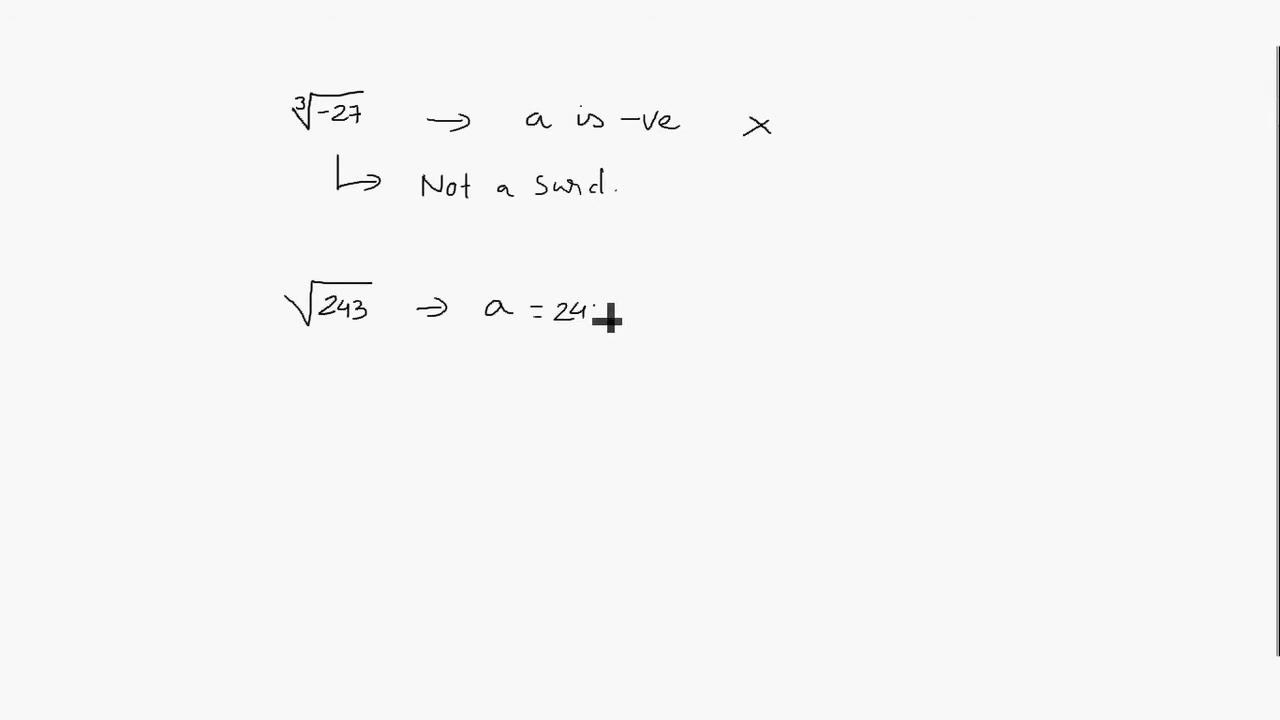 ∛-27 → a is -ve ×
↳ Not a surd.
√243 ⇒ a = 24